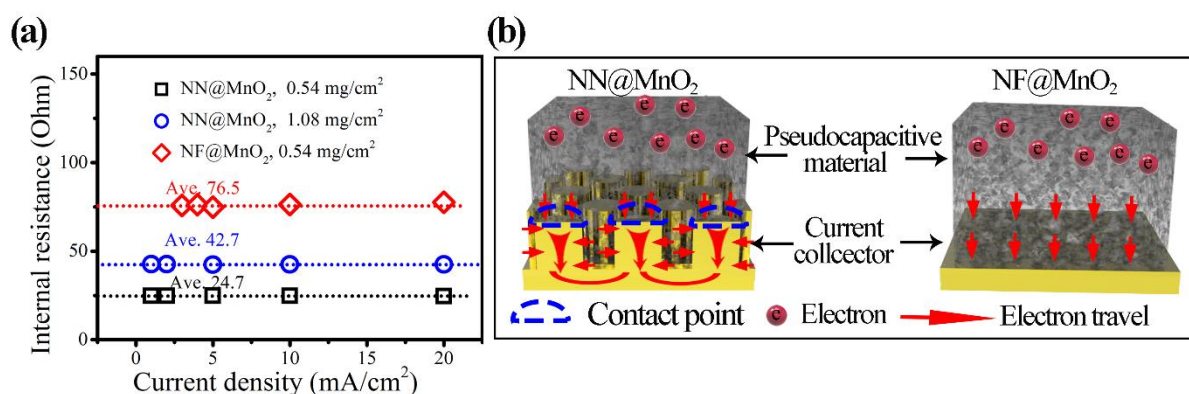 (a)
150
100
50
0
Internal resistance (Ohm)
NN@MnO₂, 0.54 mg/cm²
NN@MnO₂, 1.08 mg/cm²
NF@MnO₂, 0.54 mg/cm²
Ave. 76.5
Ave. 42.7
Ave. 24.7
0 5 10 15 20
Current density (mA/cm²)
(b)
NN@MnO₂
NF@MnO₂
e e e e e e e e
e e e e e e e
Pseudocapacitive
material
Current
collcector
Contact point
e Electron
Electron travel